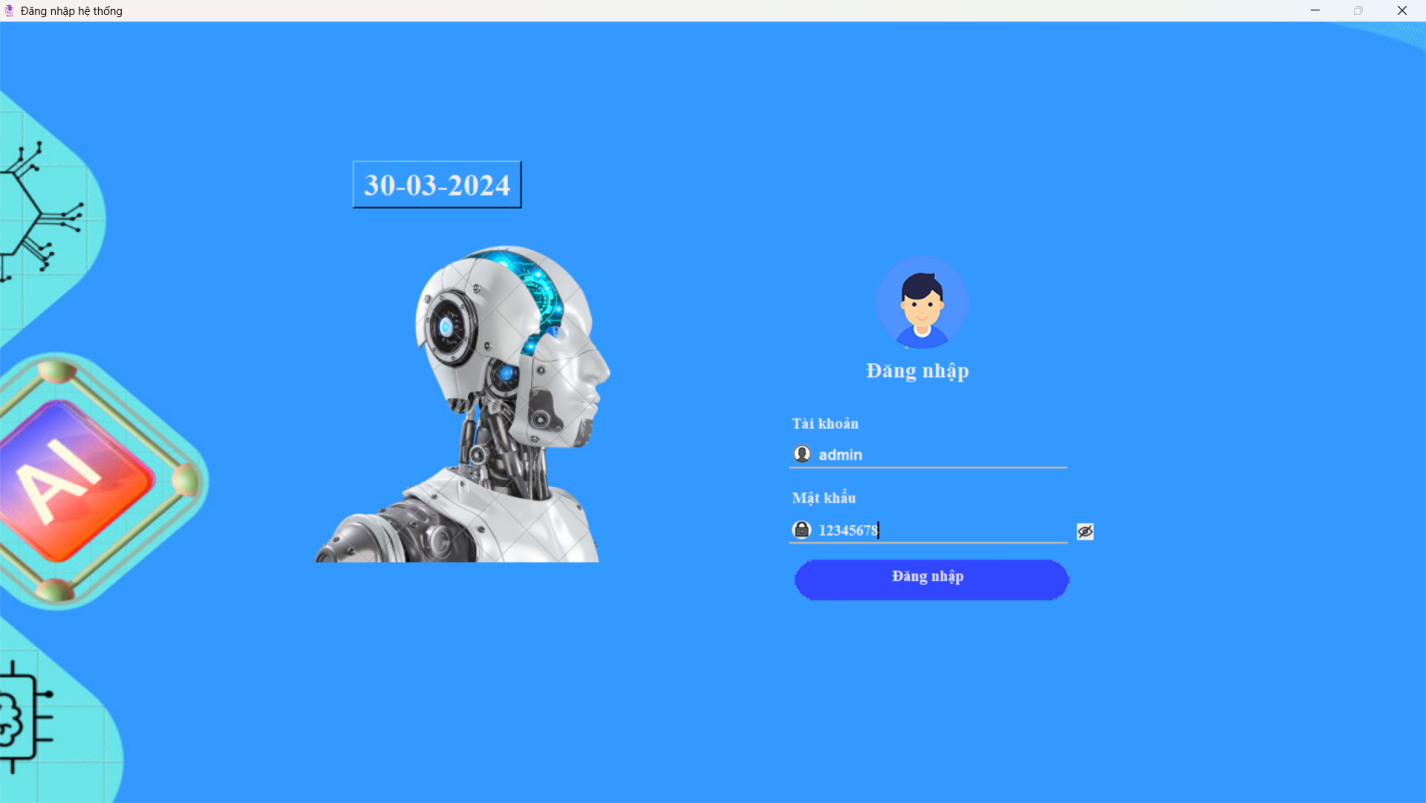 Đăng nhập hệ thống
30-03-2024
AI
Đăng nhập
Tài khoản
admin
Mật khẩu
12345678
Đăng nhập